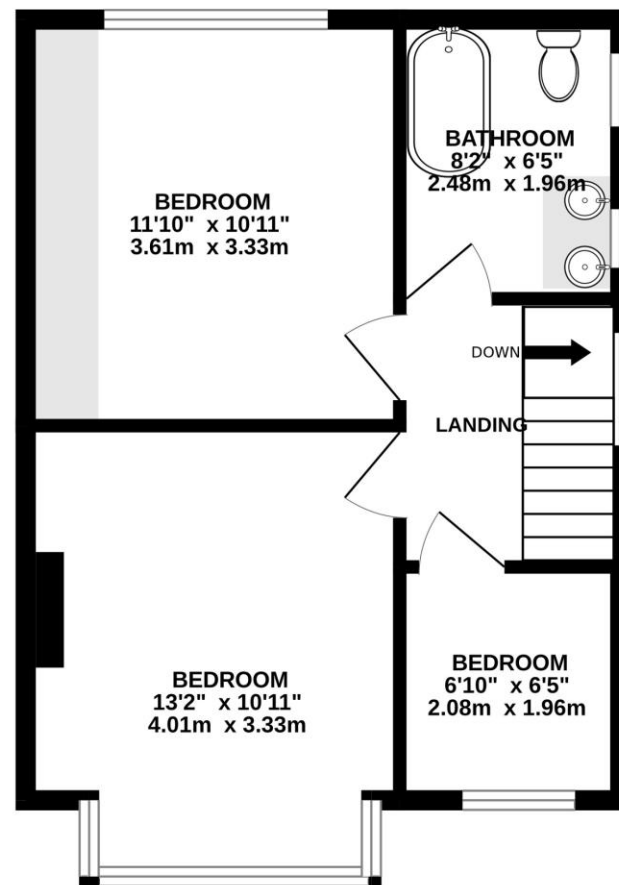 BATHROOM
8'2" x 6'5"
2.48m x 1.96m
BEDROOM
11'10" x 10'11"
3.61m x 3.33m
DOWN
LANDING
BEDROOM
13'2" x 10'11"
4.01m x 3.33m
BEDROOM
6'10" x 6'5"
2.08m x 1.96m